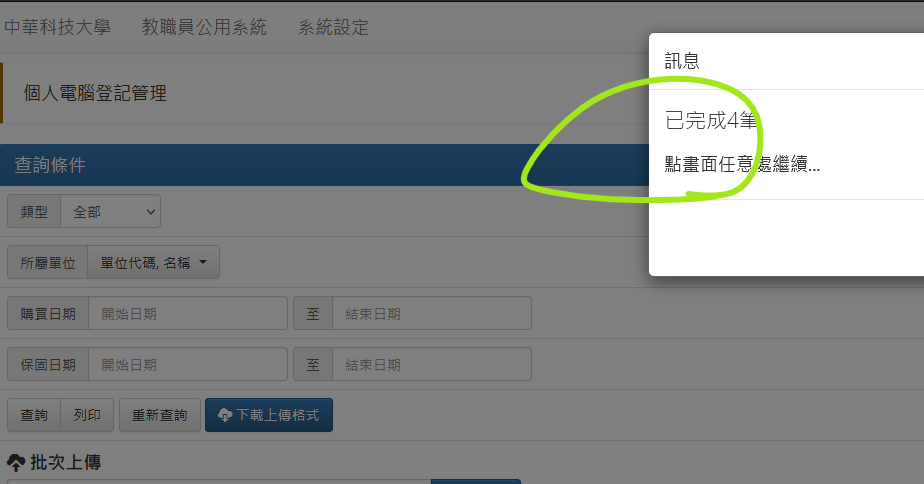 中華科技大學 教職員公用系統 系統設定
訊息
個人電腦登記管理
已完成4筆
點畫面任意處繼續...
查詢條件
類型 全部
所屬單位 單位代碼, 名稱
購買日期 開始日期 至 結束日期
保固日期 開始日期 至 結束日期
查詢 列印 重新查詢 下載上傳格式
批次上傳